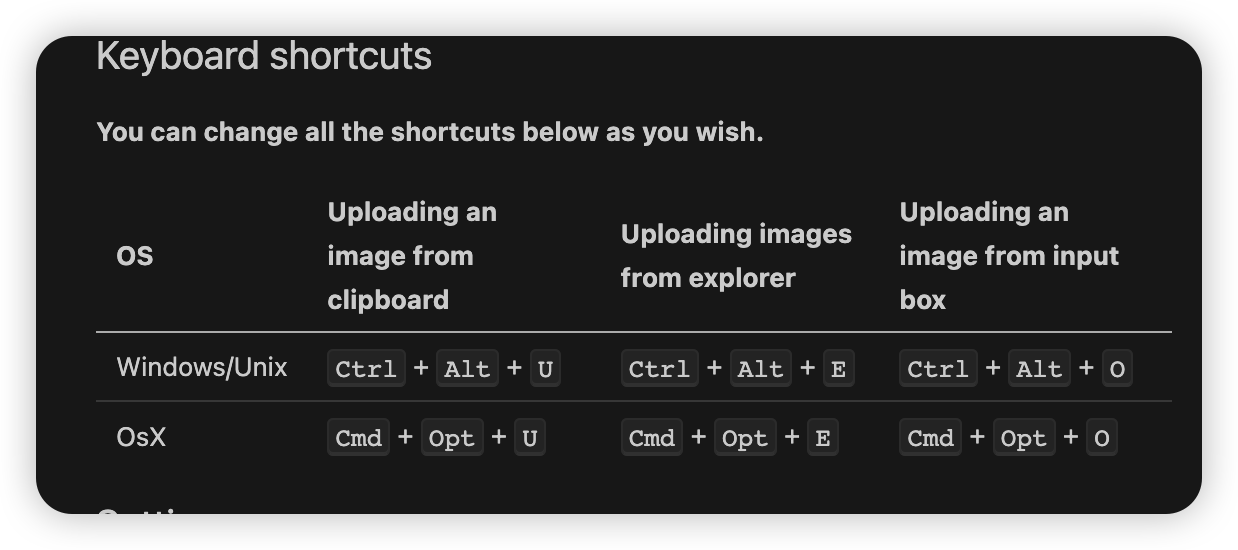 Keyboard shortcuts
You can change all the shortcuts below as you wish.
OS
Uploading an
image from
clipboard
Uploading images
from explorer
Uploading an
image from input
box
Windows/Unix Ctrl + Alt + U Ctrl + Alt + E Ctrl + Alt + O
OsX Cmd + Opt + U Cmd + Opt + E Cmd + Opt + O